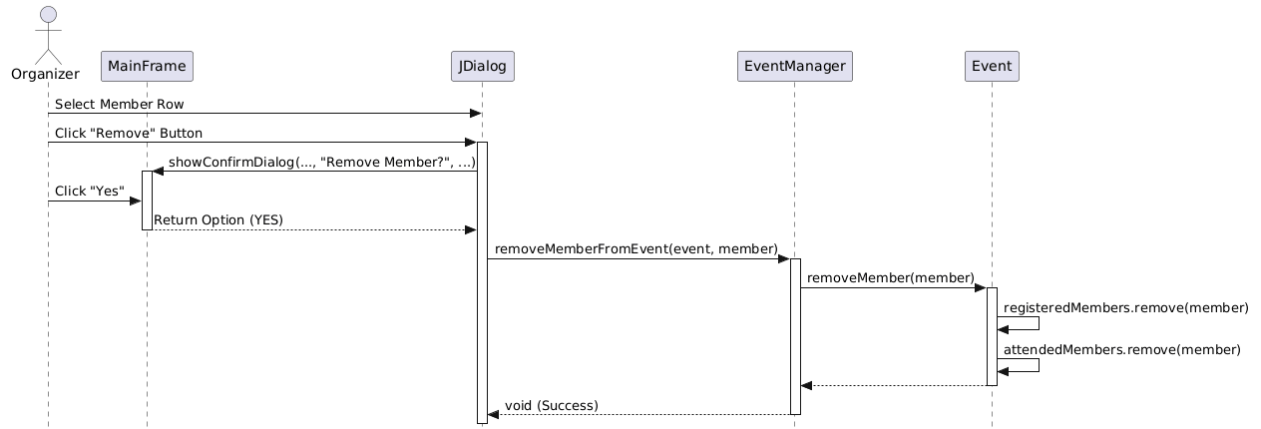 Organizer
MainFrame
JDialog
EventManager
Event
Select Member Row
Click "Remove" Button
showConfirmDialog(..., "Remove Member?", ...)
Click "Yes"
Return Option (YES)
removeMemberFromEvent(event, member)
removeMember(member)
registeredMembers.remove(member)
attendedMembers.remove(member)
void (Success)